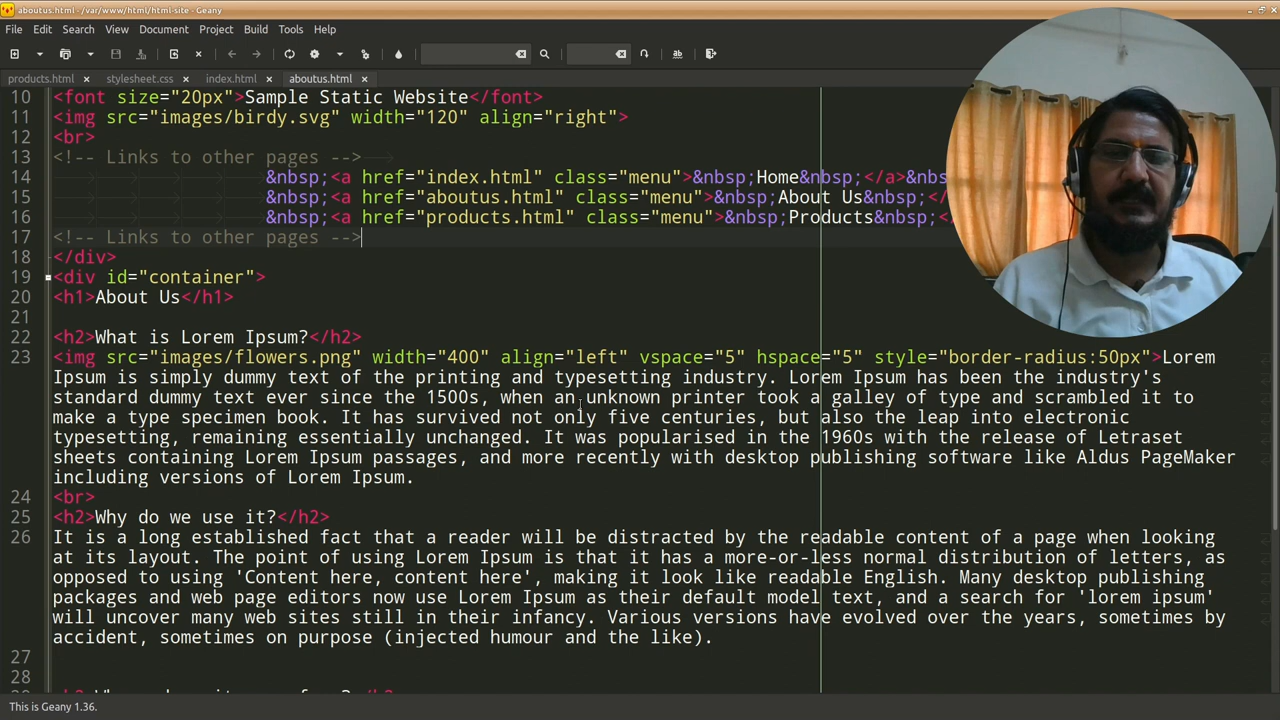 aboutus.html - /var/www/html/html-site - Geany
File Edit Search View Document Project Build Tools Help
products.html stylesheet.css index.html aboutus.html
10 <font size="20px">Sample Static Website</font>
11 <img src="images/birdy.svg" width="120" align="right">
12 <br>
13 <!-- Links to other pages -->
14 &nbsp;<a href="index.html" class="menu">&nbsp;Home&nbsp;</a>&nbs
15 &nbsp;<a href="aboutus.html" class="menu">&nbsp;About Us&nbsp;</
16 &nbsp;<a href="products.html" class="menu">&nbsp;Products&nbsp;<
17 <!-- Links to other pages -->
18 </div>
19 <div id="container">
20 <h1>About Us</h1>
21
22 <h2>What is Lorem Ipsum?</h2>
23 <img src="images/flowers.png" width="400" align="left" vspace="5" hspace="5" style="border-radius:50px">Lorem
Ipsum is simply dummy text of the printing and typesetting industry. Lorem Ipsum has been the industry's
standard dummy text ever since the 1500s, when an unknown printer took a galley of type and scrambled it to
make a type specimen book. It has survived not only five centuries, but also the leap into electronic
typesetting, remaining essentially unchanged. It was popularised in the 1960s with the release of Letraset
sheets containing Lorem Ipsum passages, and more recently with desktop publishing software like Aldus PageMaker
including versions of Lorem Ipsum.
24 <br>
25 <h2>Why do we use it?</h2>
26 It is a long established fact that a reader will be distracted by the readable content of a page when looking
at its layout. The point of using Lorem Ipsum is that it has a more-or-less normal distribution of letters, as
opposed to using 'Content here, content here', making it look like readable English. Many desktop publishing
packages and web page editors now use Lorem Ipsum as their default model text, and a search for 'lorem ipsum'
will uncover many web sites still in their infancy. Various versions have evolved over the years, sometimes by
accident, sometimes on purpose (injected humour and the like).
27
28
This is Geany 1.36.